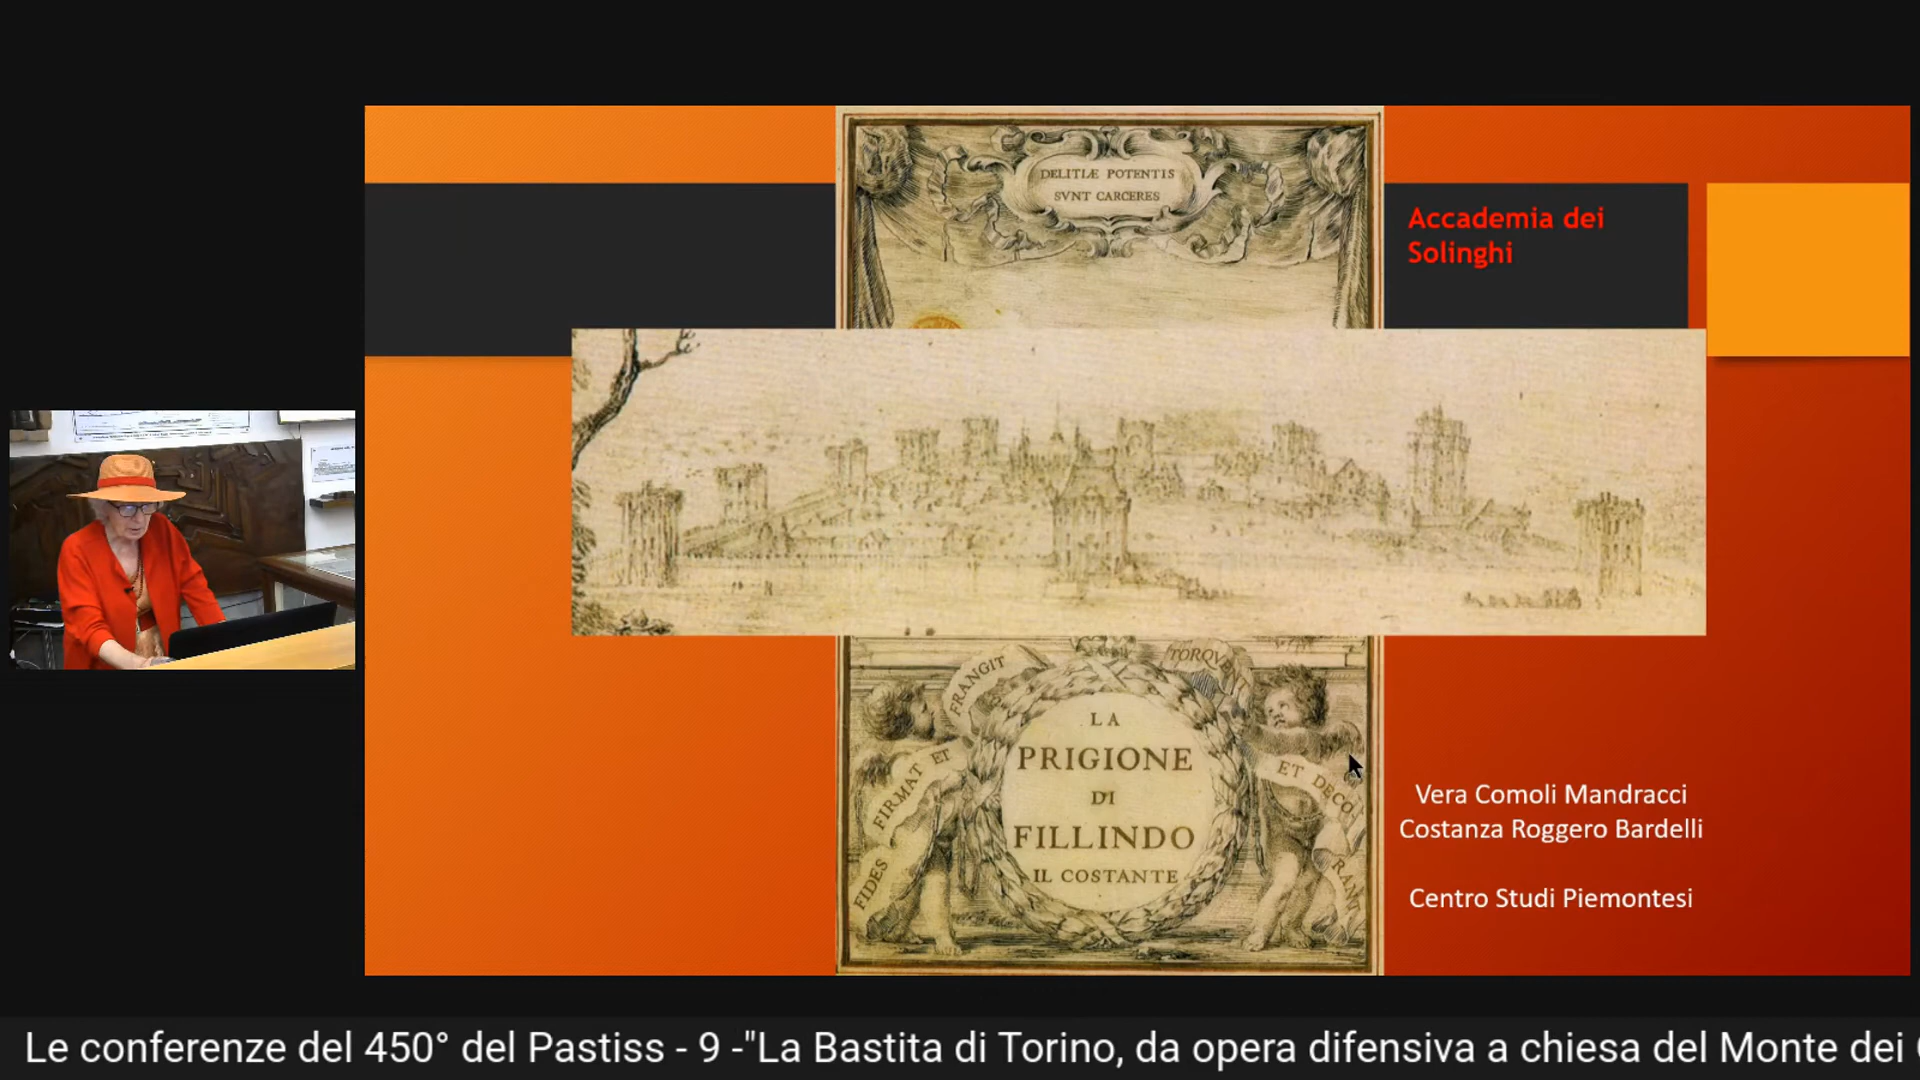 DELITIÆ POTENTIS
SVNT CARCERES
Accademia dei
Solinghi
FRANGIT
FIRMAT ET
FIDES
ET DECO
LA
PRIGIONE
DI
FILLINDO
IL COSTANTE
Vera Comoli Mandracci
Costanza Roggero Bardelli
Centro Studi Piemontesi
Le conferenze del 450° del Pastiss - 9 -"La Bastita di Torino, da opera difensiva a chiesa del Monte dei